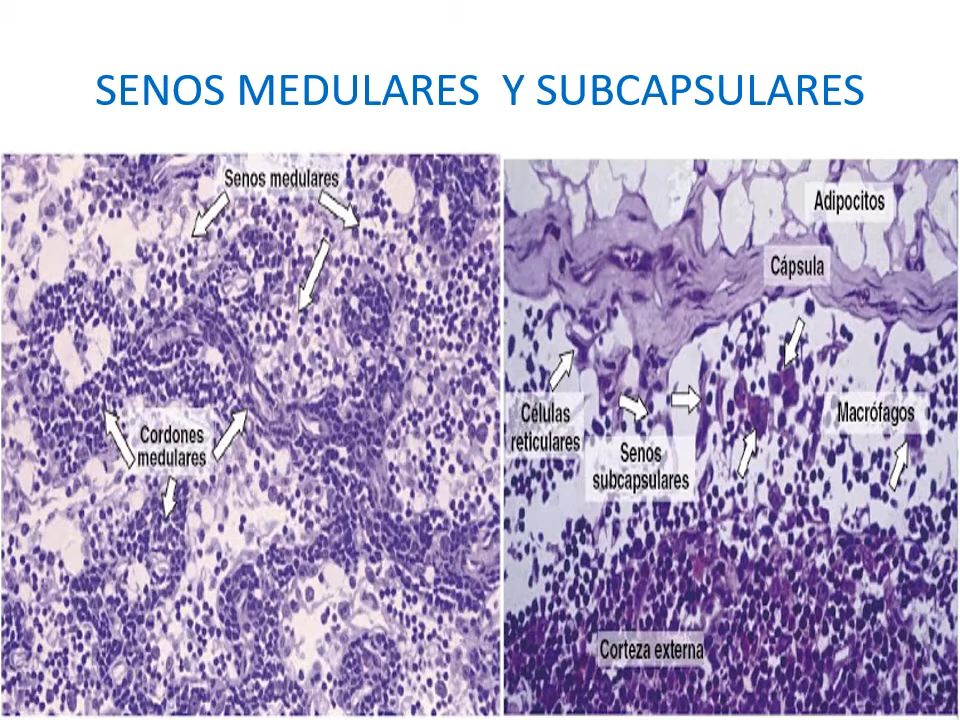 SENOS MEDULARES Y SUBCAPSULARES
Senos medulares
Cordones
medulares
Adipocitos
Cápsula
Células
reticulares
Senos
subcapsulares
Macrófagos
Corteza externa